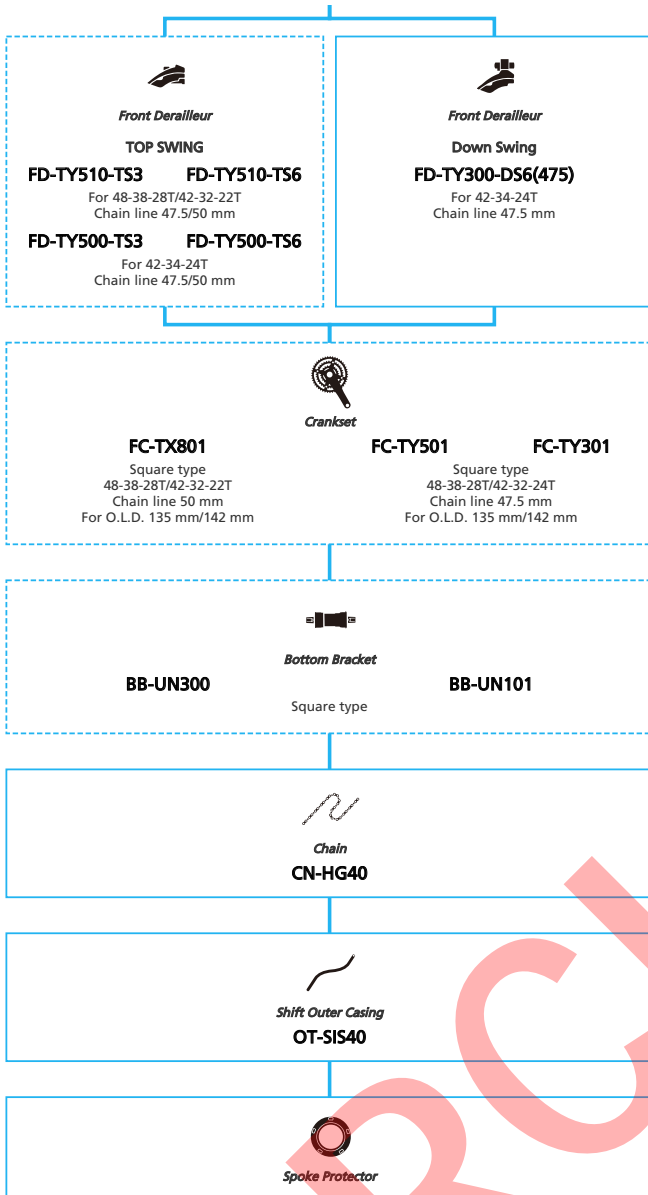 Front Derailleur
TOP SWING
FD-TY510-TS3 FD-TY510-TS6
For 48-38-28T/42-32-22T
Chain line 47.5/50 mm
FD-TY500-TS3 FD-TY500-TS6
For 42-34-24T
Chain line 47.5/50 mm
Front Derailleur
Down Swing
FD-TY300-DS6(475)
For 42-34-24T
Chain line 47.5 mm
Crankset
FC-TX801
Square type
48-38-28T/42-32-22T
Chain line 50 mm
For O.L.D. 135 mm/142 mm
FC-TY501 FC-TY301
Square type
48-38-28T/42-32-24T
Chain line 47.5 mm
For O.L.D. 135 mm/142 mm
Bottom Bracket
BB-UN300 BB-UN101
Square type
Chain
CN-HG40
Shift Outer Casing
OT-SIS40
Spoke Protector